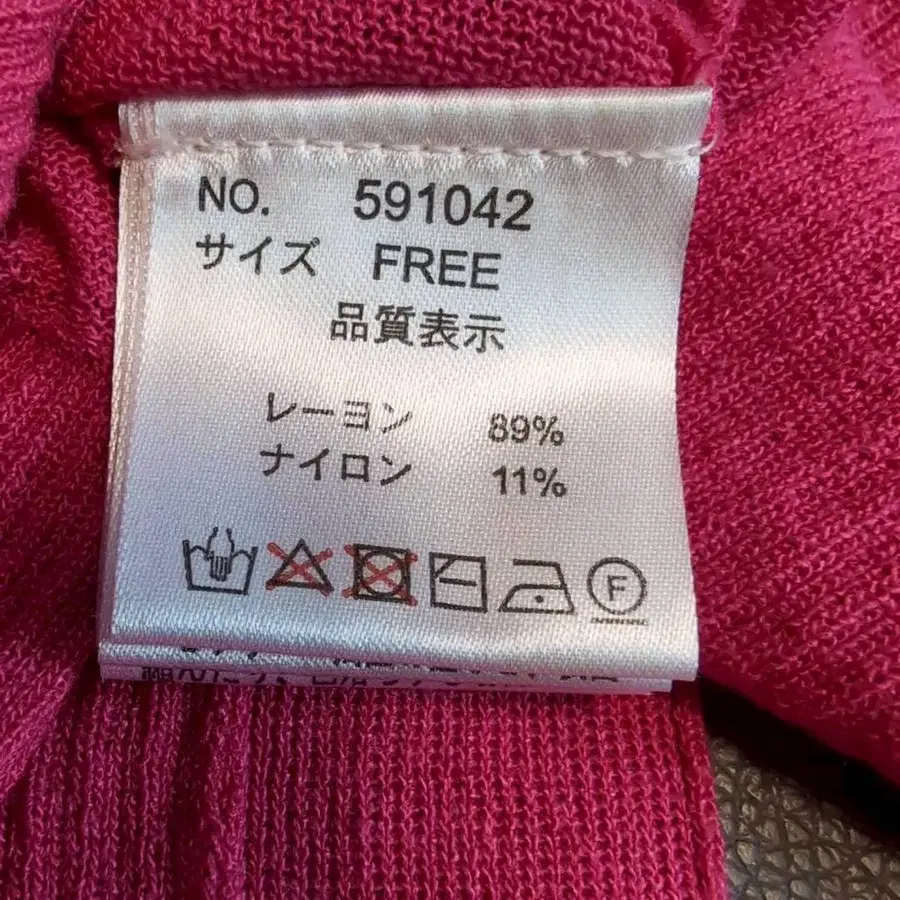 NO. 591042
サイズ FREE
品質表示
レーヨン 89%
ナイロン 11%
F